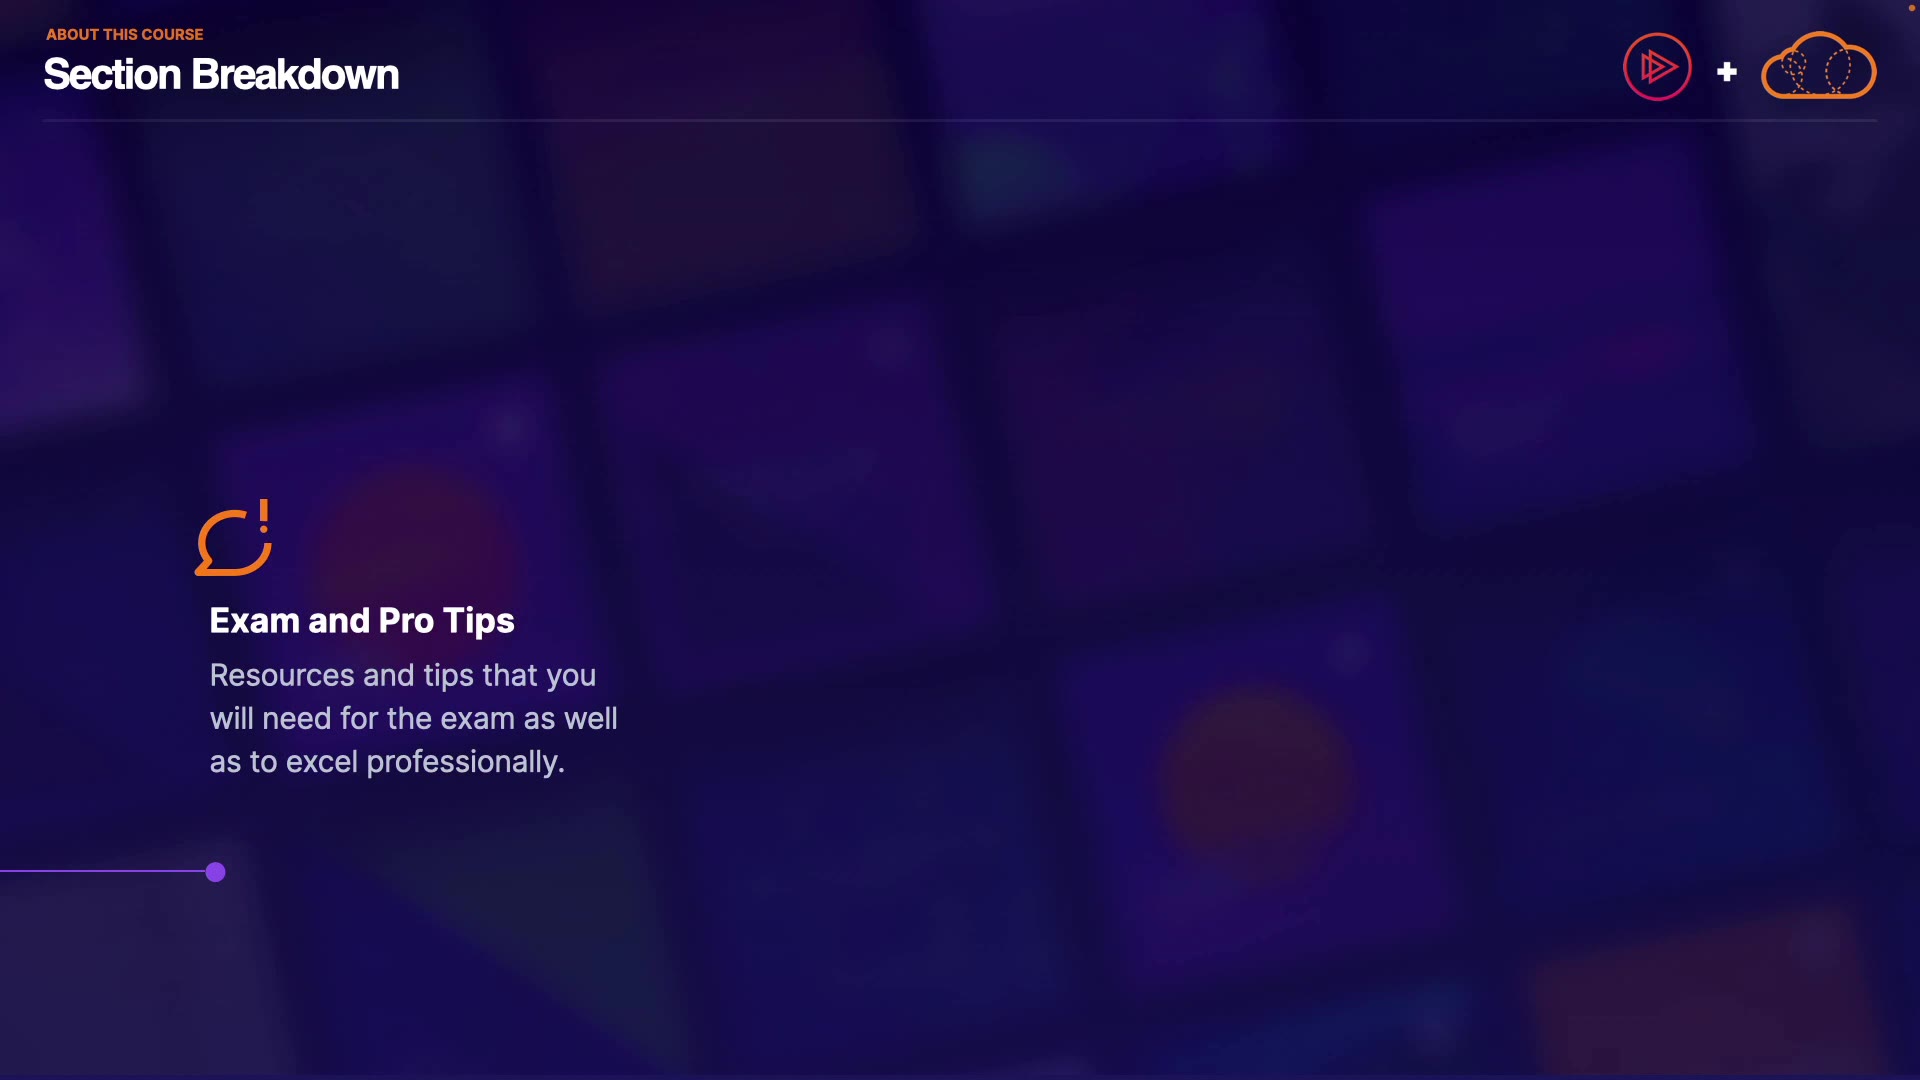 ABOUT THIS COURSE
Section Breakdown
+
Exam and Pro Tips
Resources and tips that you
will need for the exam as well
as to excel professionally.